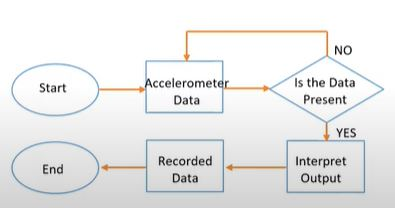 NO
Start
Accelerometer
Data
Is the Data
Present
YES
End
Recorded
Data
Interpret
Output